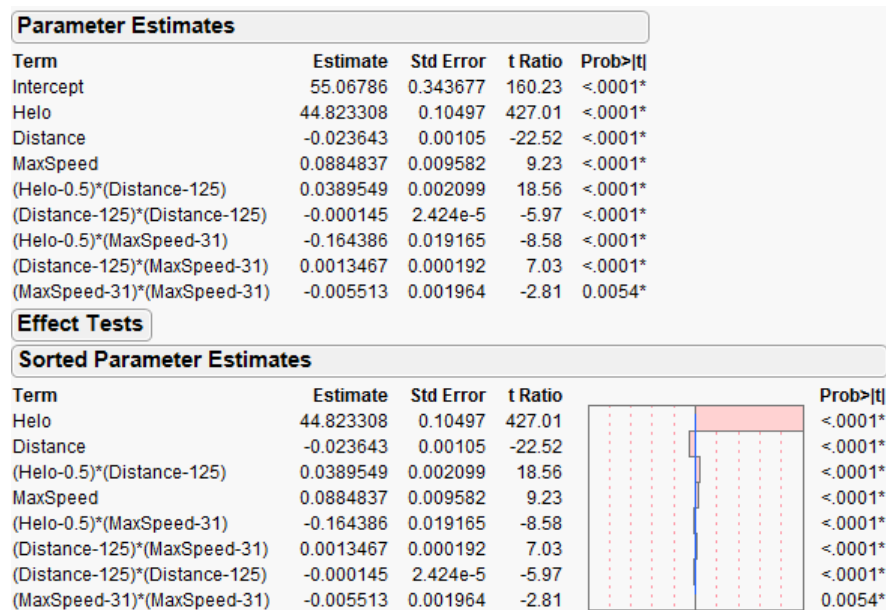 Parameter Estimates
Term Estimate Std Error t Ratio Prob>|t|
Intercept 55.06786 0.343677 160.23 <.0001*
Helo 44.823308 0.10497 427.01 <.0001*
Distance -0.023643 0.00105 -22.52 <.0001*
MaxSpeed 0.0884837 0.009582 9.23 <.0001*
(Helo-0.5)*(Distance-125) 0.0389549 0.002099 18.56 <.0001*
(Distance-125)*(Distance-125) -0.000145 2.424e-5 -5.97 <.0001*
(Helo-0.5)*(MaxSpeed-31) -0.164386 0.019165 -8.58 <.0001*
(Distance-125)*(MaxSpeed-31) 0.0013467 0.000192 7.03 <.0001*
(MaxSpeed-31)*(MaxSpeed-31) -0.005513 0.001964 -2.81 0.0054*
Effect Tests
Sorted Parameter Estimates
Term Estimate Std Error t Ratio Prob>|t|
Helo 44.823308 0.10497 427.01 <.0001*
Distance -0.023643 0.00105 -22.52 <.0001*
(Helo-0.5)*(Distance-125) 0.0389549 0.002099 18.56 <.0001*
MaxSpeed 0.0884837 0.009582 9.23 <.0001*
(Helo-0.5)*(MaxSpeed-31) -0.164386 0.019165 -8.58 <.0001*
(Distance-125)*(MaxSpeed-31) 0.0013467 0.000192 7.03 <.0001*
(Distance-125)*(Distance-125) -0.000145 2.424e-5 -5.97 <.0001*
(MaxSpeed-31)*(MaxSpeed-31) -0.005513 0.001964 -2.81 0.0054*